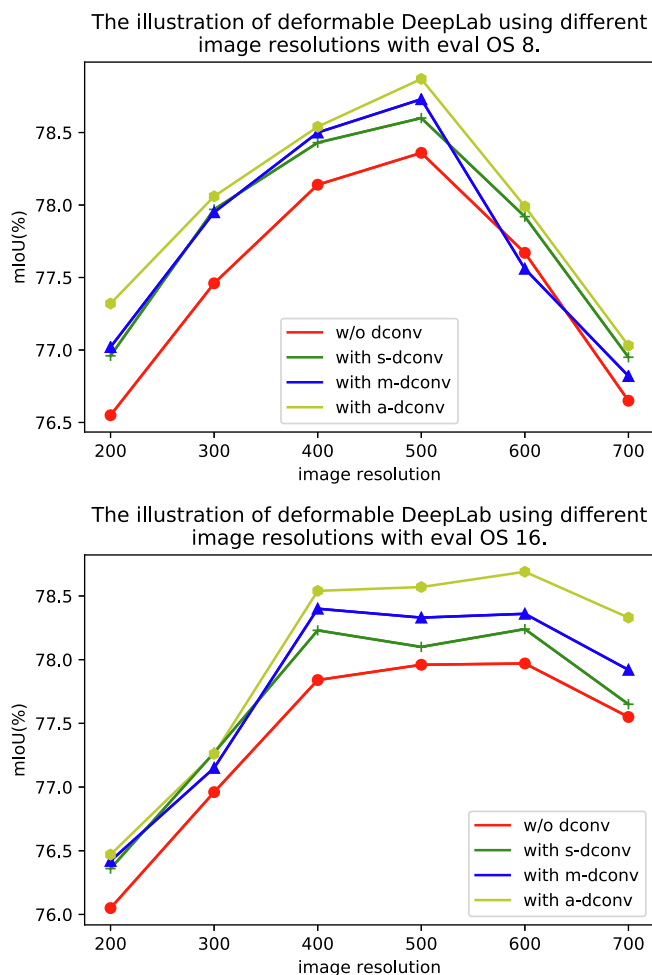 The illustration of deformable DeepLab using different
image resolutions with eval OS 8.
mIoU(%)
78.5
78.0
77.5
77.0
76.5
w/o dconv
with s-dconv
with m-dconv
with a-dconv
200 300 400 500 600 700
image resolution
The illustration of deformable DeepLab using different
image resolutions with eval OS 16.
mIoU(%)
78.5
78.0
77.5
77.0
76.5
76.0
w/o dconv
with s-dconv
with m-dconv
with a-dconv
200 300 400 500 600 700
image resolution